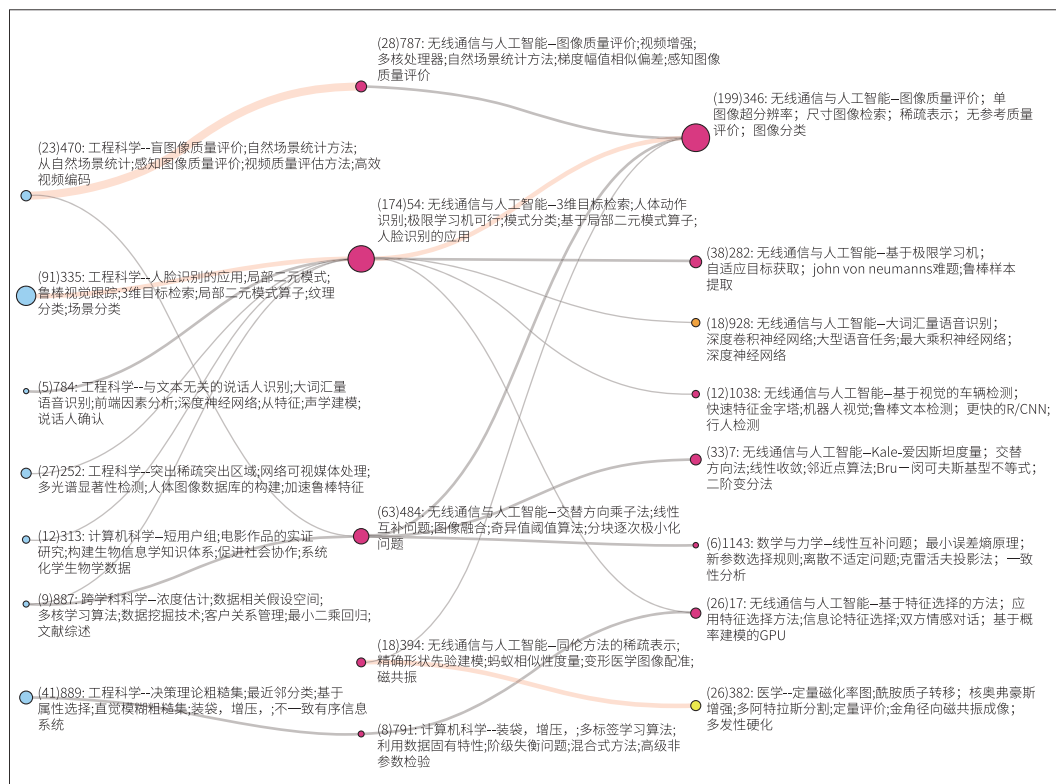 (28)787: 无线通信与人工智能—图像质量评价;视频增强;
多核处理器;自然场景统计方法;梯度幅值相似偏差;感知图像
质量评价
(199)346: 无线通信与人工智能—图像质量评价；单
图像超分辨率；尺寸图像检索；稀疏表示；无参考质量
评价；图像分类
(23)470: 工程科学--盲图像质量评价;自然场景统计方法;
从自然场景统计;感知图像质量评价;视频质量评估方法;高效
视频编码
(174)54: 无线通信与人工智能—3维目标检索;人体动作
识别;极限学习机可行;模式分类;基于局部二元模式算子;
人脸识别的应用
(38)282: 无线通信与人工智能—基于极限学习机；
自适应目标获取；john von neumanns难题;鲁棒样本
提取
(91)335: 工程科学--人脸识别的应用;局部二元模式;
鲁棒视觉跟踪;3维目标检索;局部二元模式算子;纹理
分类;场景分类
(18)928: 无线通信与人工智能—大词汇量语音识别；
深度卷积神经网络;大型语音任务;最大乘积神经网络；
深度神经网络
(5)784: 工程科学--与文本无关的说话人识别;大词汇量
语音识别;前端因素分析;深度神经网络;从特征;声学建模;
说话人确认
(12)1038: 无线通信与人工智能—基于视觉的车辆检测；
快速特征金字塔;机器人视觉;鲁棒文本检测；更快的R/CNN;
行人检测
(27)252: 工程科学--突出稀疏突出区域;网络可视媒体处理;
多光谱显著性检测;人体图像数据库的构建;加速鲁棒特征
(33)7: 无线通信与人工智能—Kale-爱因斯坦度量；交替
方向法;线性收敛;邻近点算法;Bru－闵可夫斯基型不等式；
二阶变分法
(63)484: 无线通信与人工智能—交替方向乘子法;线性
互补问题;图像融合;奇异值阈值算法;分块逐次极小化
问题
(12)313: 计算机科学--短用户组;电影作品的实证
研究;构建生物信息学知识体系;促进社会协作;系统
化学生物学数据
(6)1143: 数学与力学—线性互补问题；最小误差熵原理；
新参数选择规则;离散不适定问题;克雷活夫投影法；一致
性分析
(9)887: 跨学科科学--浓度估计;数据相关假设空间;
多核学习算法;数据挖掘技术;客户关系管理;最小二乘回归;
文献综述
(26)17: 无线通信与人工智能—基于特征选择的方法；应
用特征选择方法;信息论特征选择;双方情感对话；基于概
率建模的GPU
(18)394: 无线通信与人工智能—同伦方法的稀疏表示;
精确形状先验建模;蚂蚁相似性度量;变形医学图像配准;
磁共振
(41)889: 工程科学--决策理论粗糙集;最近邻分类;基于
属性选择;直觉模糊粗糙集;装袋，增压，;不一致有序信息
系统
(26)382: 医学--定量磁化率图;酰胺质子转移；核奥弗豪斯
增强;多阿特拉斯分割;定量评价;金角径向磁共振成像；
多发性硬化
(8)791: 计算机科学--装袋，增压，;多标签学习算法;
利用数据固有特性;阶级失衡问题;混合式方法;高级非
参数检验